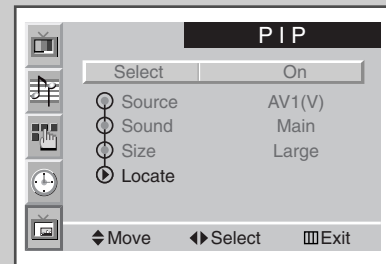 PIP
Select On
Source AV1(V)
Sound Main
Size Large
Locate
Move Select Exit